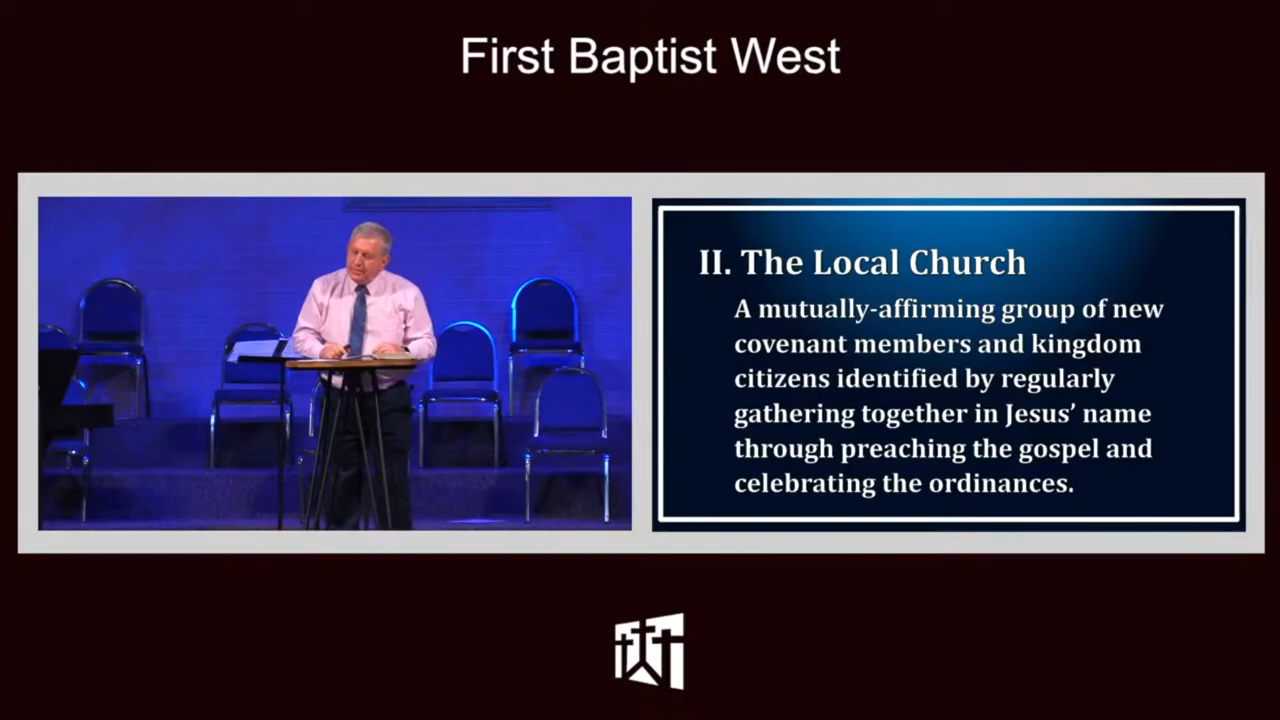 First Baptist West
II. The Local Church
A mutually-affirming group of new
covenant members and kingdom
citizens identified by regularly
gathering together in Jesus’ name
through preaching the gospel and
celebrating the ordinances.